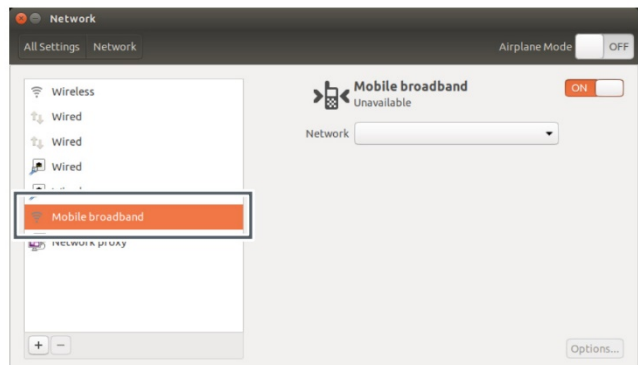 Network
All Settings Network
Airplane Mode OFF
Wireless
Wired
Wired
Wired
Mobile broadband
Network proxy
Mobile broadband
ON
Unavailable
Network
Options...